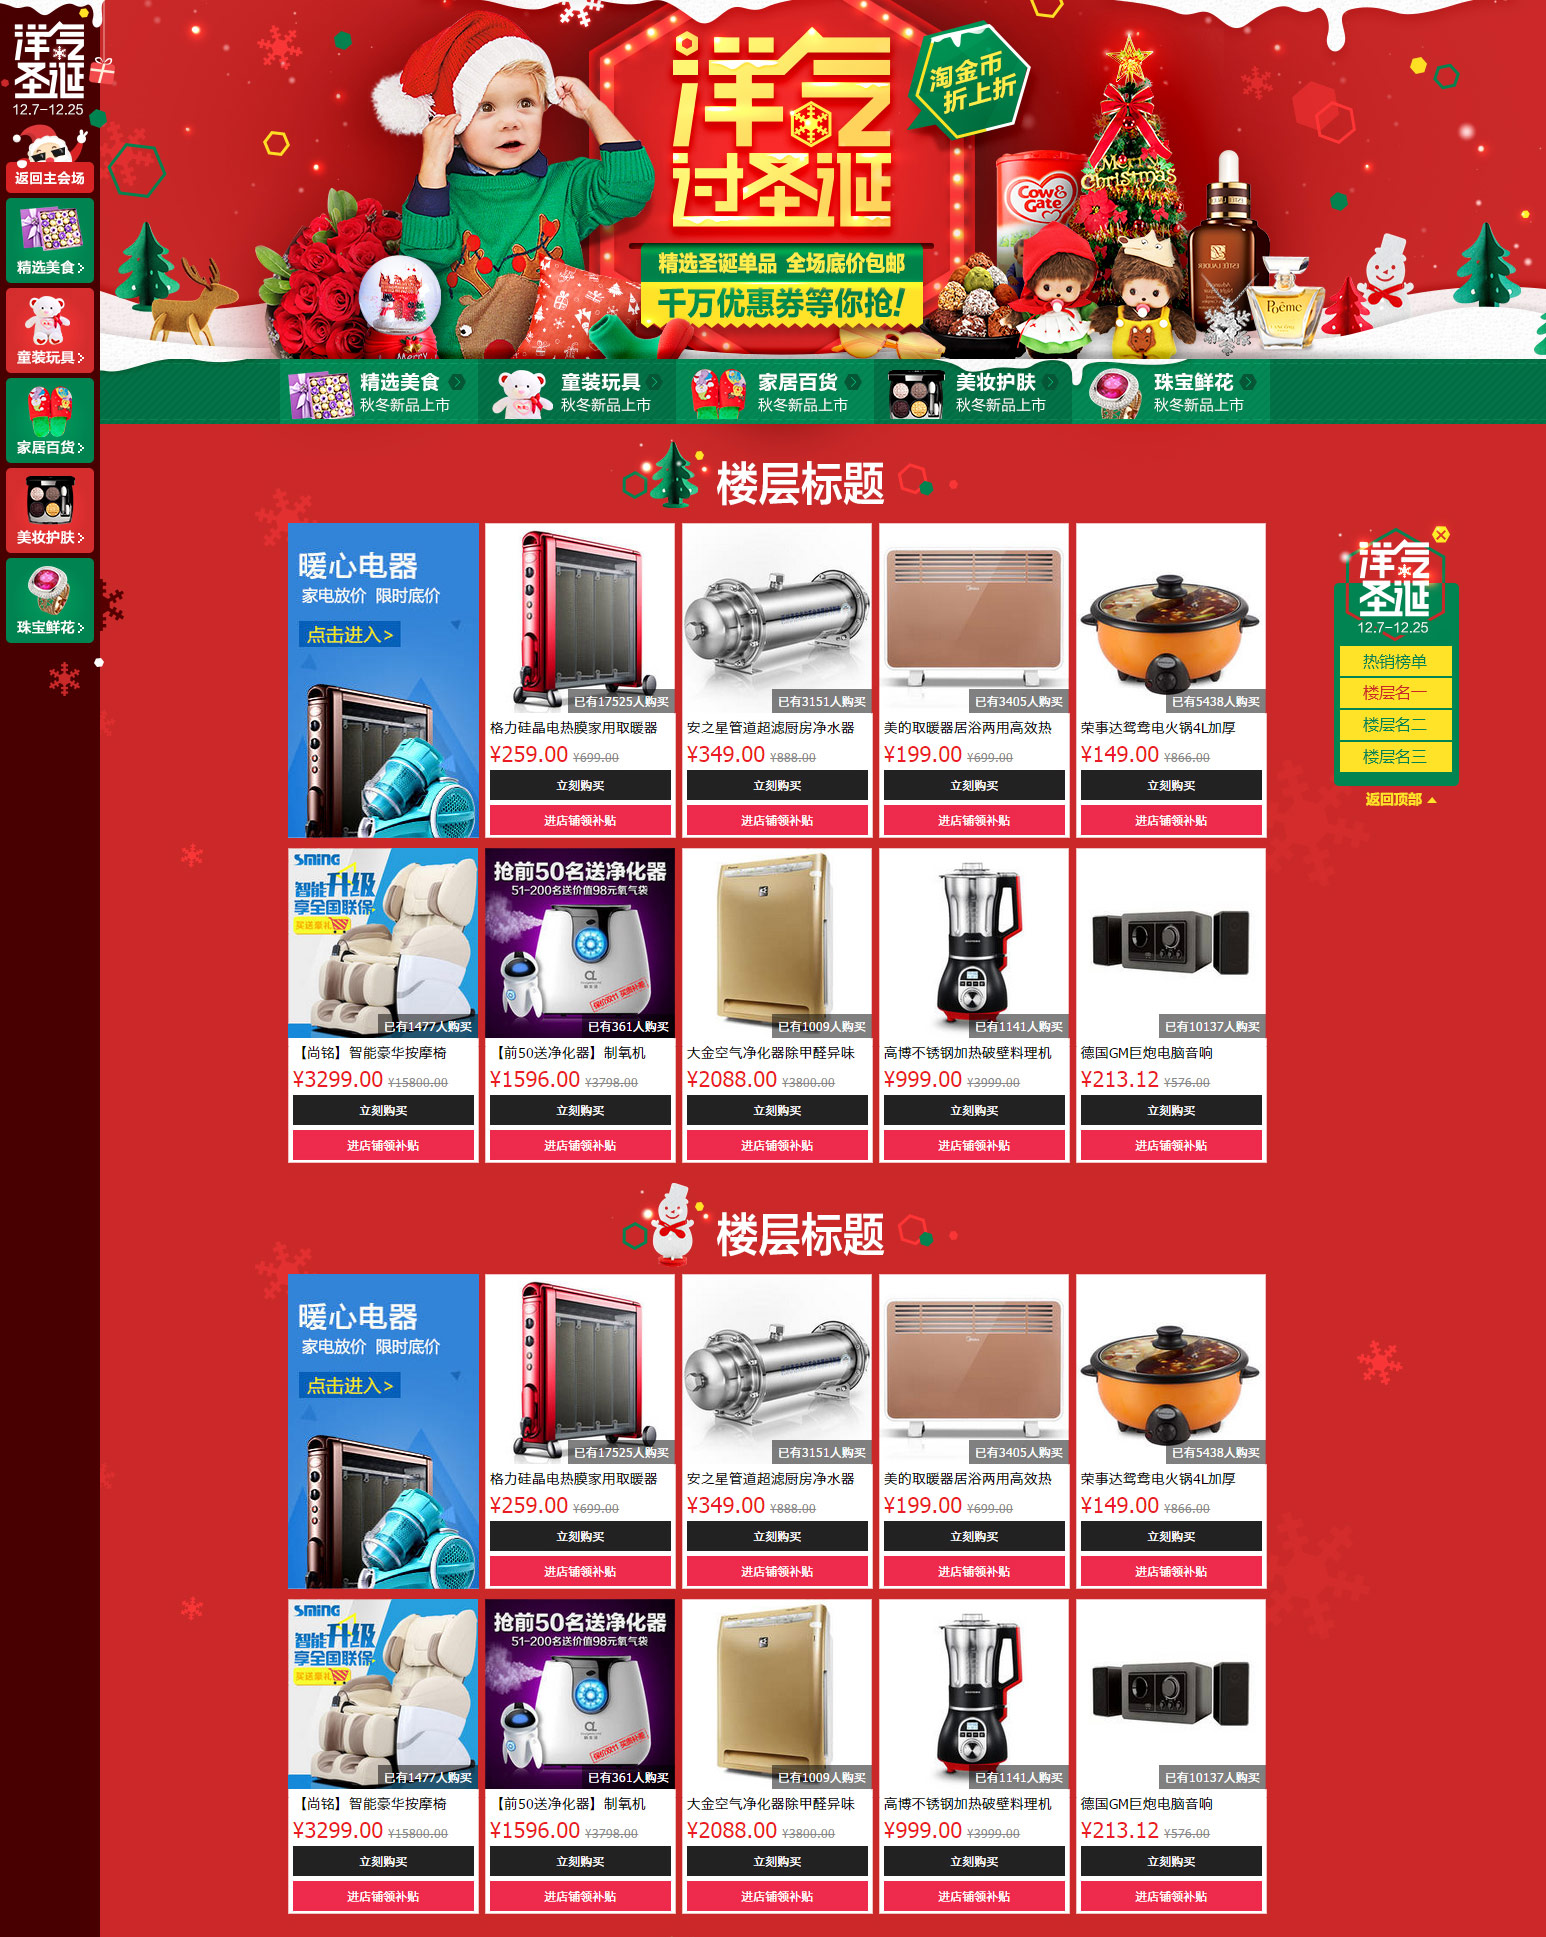 洋气
圣诞
12.7-12.25
返回主会场
精选美食
童装玩具
家居百货
美妆护肤
珠宝鲜花
洋气
过圣诞
淘金币
折上折
精选圣诞单品 全场底价包邮
千万优惠券等你抢!
Cow&
Gate
Merry
Christmas
ESTEE LAUDER
Poême
LANCOME
Merry
精选美食
秋冬新品上市
童装玩具
秋冬新品上市
家居百货
秋冬新品上市
美妆护肤
秋冬新品上市
珠宝鲜花
秋冬新品上市
洋气
圣诞
12.7-12.25
热销榜单
楼层名一
楼层名二
楼层名三
返回顶部
楼层标题
暖心电器
家电放价 限时底价
点击进入>
已有17525人购买
格力硅晶电热膜家用取暖器
¥259.00 ¥699.00
立刻购买
进店铺领补贴
已有3151人购买
安之星管道超滤厨房净水器
¥349.00 ¥888.00
立刻购买
进店铺领补贴
已有3405人购买
美的取暖器居浴两用高效热
¥199.00 ¥699.00
立刻购买
进店铺领补贴
已有5438人购买
荣事达鸳鸯电火锅4L加厚
¥149.00 ¥866.00
立刻购买
进店铺领补贴
SminG
智能升级
享全国联保
买送豪礼
已有1477人购买
【尚铭】智能豪华按摩椅
¥3299.00 ¥15800.00
立刻购买
进店铺领补贴
抢前50名送净化器
51-200名送价值98元氧气袋
已有361人购买
【前50送净化器】制氧机
¥1596.00 ¥3798.00
立刻购买
进店铺领补贴
已有1009人购买
大金空气净化器除甲醛异味
¥2088.00 ¥3800.00
立刻购买
进店铺领补贴
已有1141人购买
高博不锈钢加热破壁料理机
¥999.00 ¥3999.00
立刻购买
进店铺领补贴
已有10137人购买
德国GM巨炮电脑音响
¥213.12 ¥576.00
立刻购买
进店铺领补贴
楼层标题
暖心电器
家电放价 限时底价
点击进入>
已有17525人购买
格力硅晶电热膜家用取暖器
¥259.00 ¥699.00
立刻购买
进店铺领补贴
已有3151人购买
安之星管道超滤厨房净水器
¥349.00 ¥888.00
立刻购买
进店铺领补贴
已有3405人购买
美的取暖器居浴两用高效热
¥199.00 ¥699.00
立刻购买
进店铺领补贴
已有5438人购买
荣事达鸳鸯电火锅4L加厚
¥149.00 ¥866.00
立刻购买
进店铺领补贴
SminG
智能升级
享全国联保
买送豪礼
已有1477人购买
【尚铭】智能豪华按摩椅
¥3299.00 ¥15800.00
立刻购买
进店铺领补贴
抢前50名送净化器
51-200名送价值98元氧气袋
已有361人购买
【前50送净化器】制氧机
¥1596.00 ¥3798.00
立刻购买
进店铺领补贴
已有1009人购买
大金空气净化器除甲醛异味
¥2088.00 ¥3800.00
立刻购买
进店铺领补贴
已有1141人购买
高博不锈钢加热破壁料理机
¥999.00 ¥3999.00
立刻购买
进店铺领补贴
已有10137人购买
德国GM巨炮电脑音响
¥213.12 ¥576.00
立刻购买
进店铺领补贴